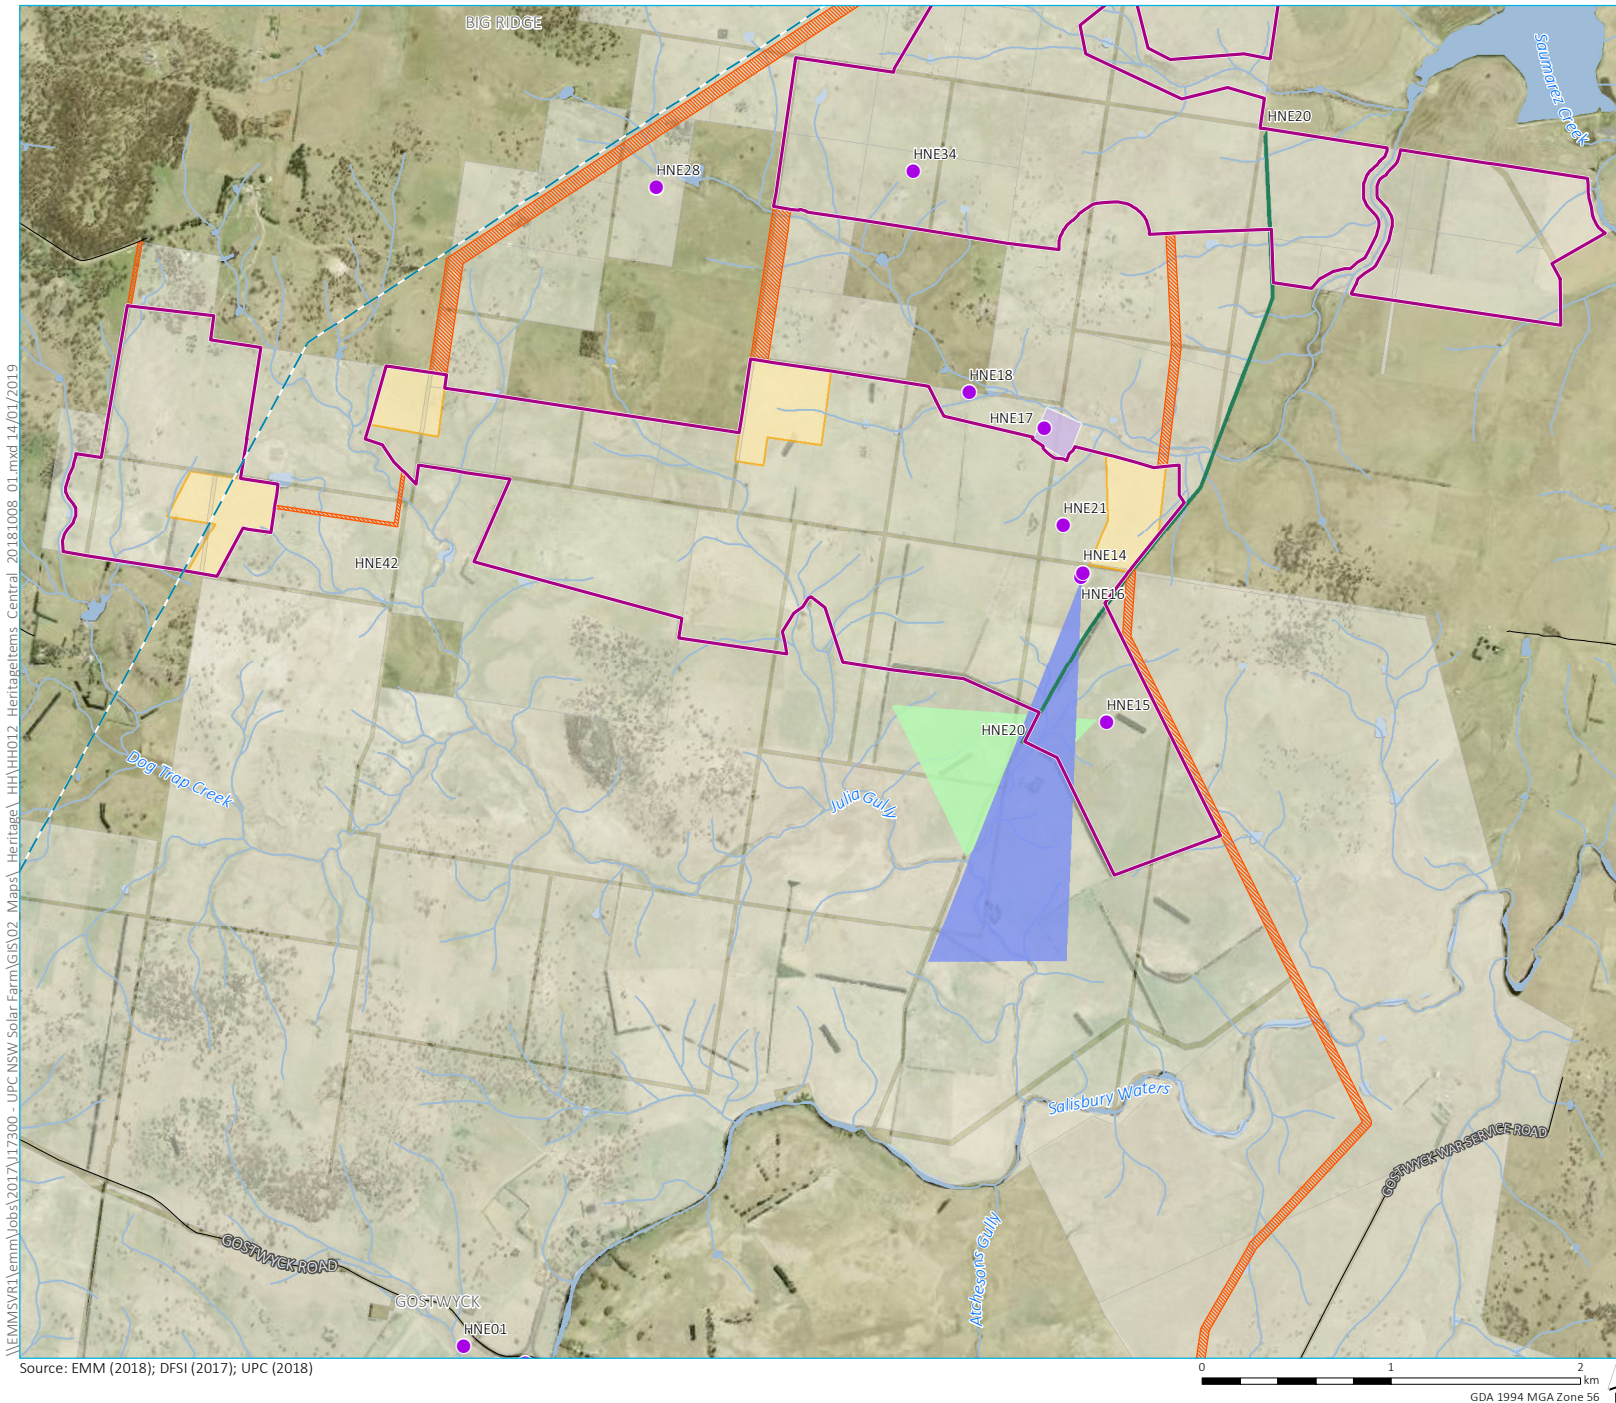 BIG RIDGE
Saumarez Creek
HNE20
HNE34
HNE28
HNE18
HNE17
HNE21
HNE14
HNE42
HNE16
HNE15
HNE20
Dog Trap Creek
Julia Gully
Salisbury Waters
GOSTWYCK WAR SERVICE ROAD
Atchesons Gully
GOSTWYCK ROAD
GOSTWYCK
HNE01
\\EMMSVR1\emm\Jobs\2017\J17300 - UPC NSW Solar Farm\GIS\02_Maps\_Heritage\_HH\HH012_HeritageItems_Central_20181008_01.mxd 14/01/2019
Source: EMM (2018); DFSI (2017); UPC (2018)
0 1 2
km
GDA 1994 MGA Zone 56